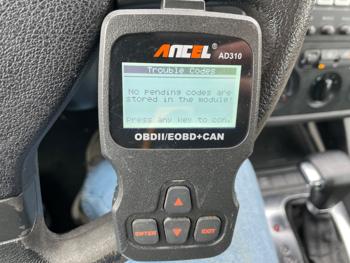 ANCEL®
AD310
Trouble Codes
No pending codes are
stored in the module!
Press any key to con.
OBDII/EOBD+CAN
ENTER
EXIT